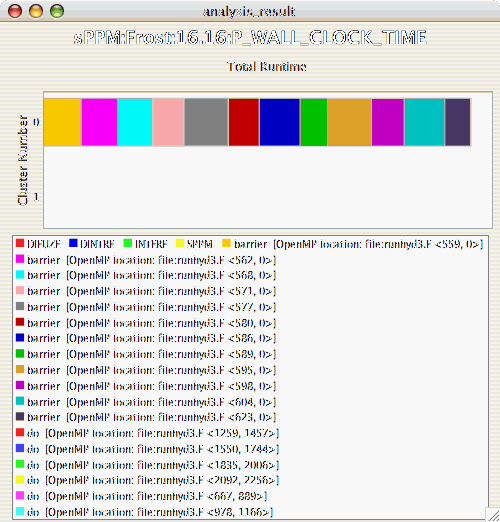 analysis_result
sPPM:Frost:16.16:P_WALL_CLOCK_TIME
Total Runtime
Cluster Number
0
1
DIFUZE DINTRF INTERF SPPM barrier [OpenMP location: file:runhyd3.F <559, 0>]
barrier [OpenMP location: file:runhyd3.F <562, 0>]
barrier [OpenMP location: file:runhyd3.F <568, 0>]
barrier [OpenMP location: file:runhyd3.F <571, 0>]
barrier [OpenMP location: file:runhyd3.F <577, 0>]
barrier [OpenMP location: file:runhyd3.F <580, 0>]
barrier [OpenMP location: file:runhyd3.F <586, 0>]
barrier [OpenMP location: file:runhyd3.F <589, 0>]
barrier [OpenMP location: file:runhyd3.F <595, 0>]
barrier [OpenMP location: file:runhyd3.F <598, 0>]
barrier [OpenMP location: file:runhyd3.F <604, 0>]
barrier [OpenMP location: file:runhyd3.F <623, 0>]
do [OpenMP location: file:runhyd3.F <1259, 1457>]
do [OpenMP location: file:runhyd3.F <1550, 1744>]
do [OpenMP location: file:runhyd3.F <1835, 2006>]
do [OpenMP location: file:runhyd3.F <2092, 2256>]
do [OpenMP location: file:runhyd3.F <667, 889>]
do [OpenMP location: file:runhyd3.F <978, 1166>]